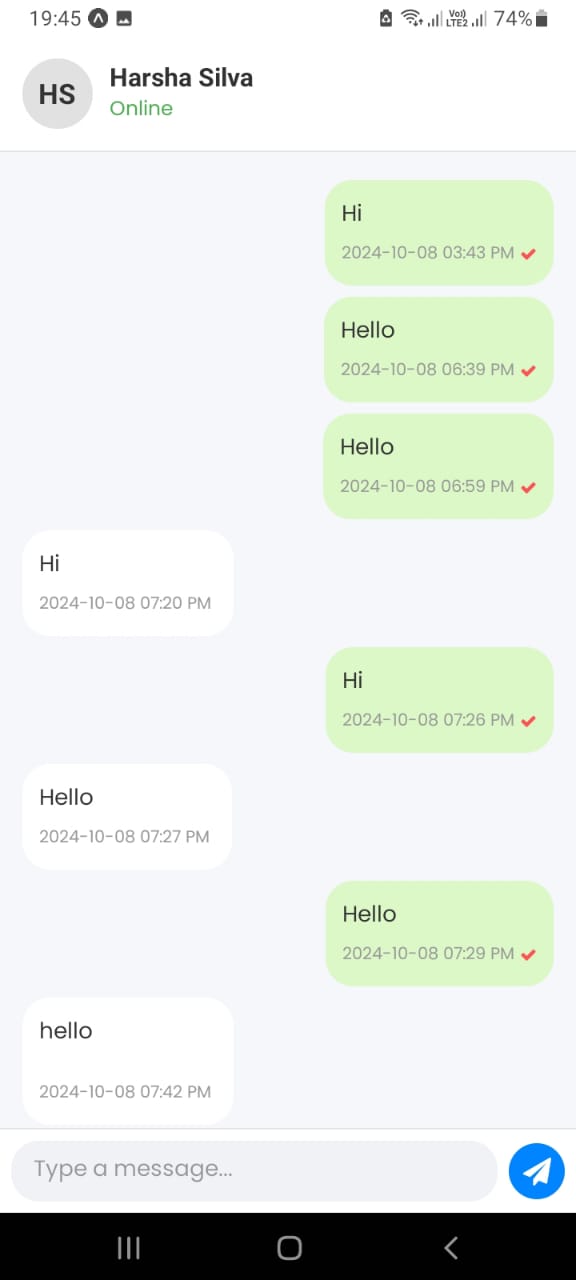 19:45
Vo))
LTE2
74%
HS
Harsha Silva
Online
Hi
2024-10-08 03:43 PM
Hello
2024-10-08 06:39 PM
Hello
2024-10-08 06:59 PM
Hi
2024-10-08 07:20 PM
Hi
2024-10-08 07:26 PM
Hello
2024-10-08 07:27 PM
Hello
2024-10-08 07:29 PM
hello
2024-10-08 07:42 PM
Type a message...